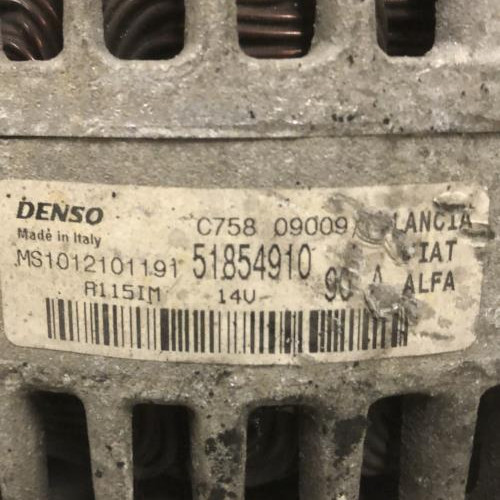 DENSO C758 09009 LANCIA
Made in Italy
MS1012101191 51854910 FIAT
A115IM 14V 90 A ALFA